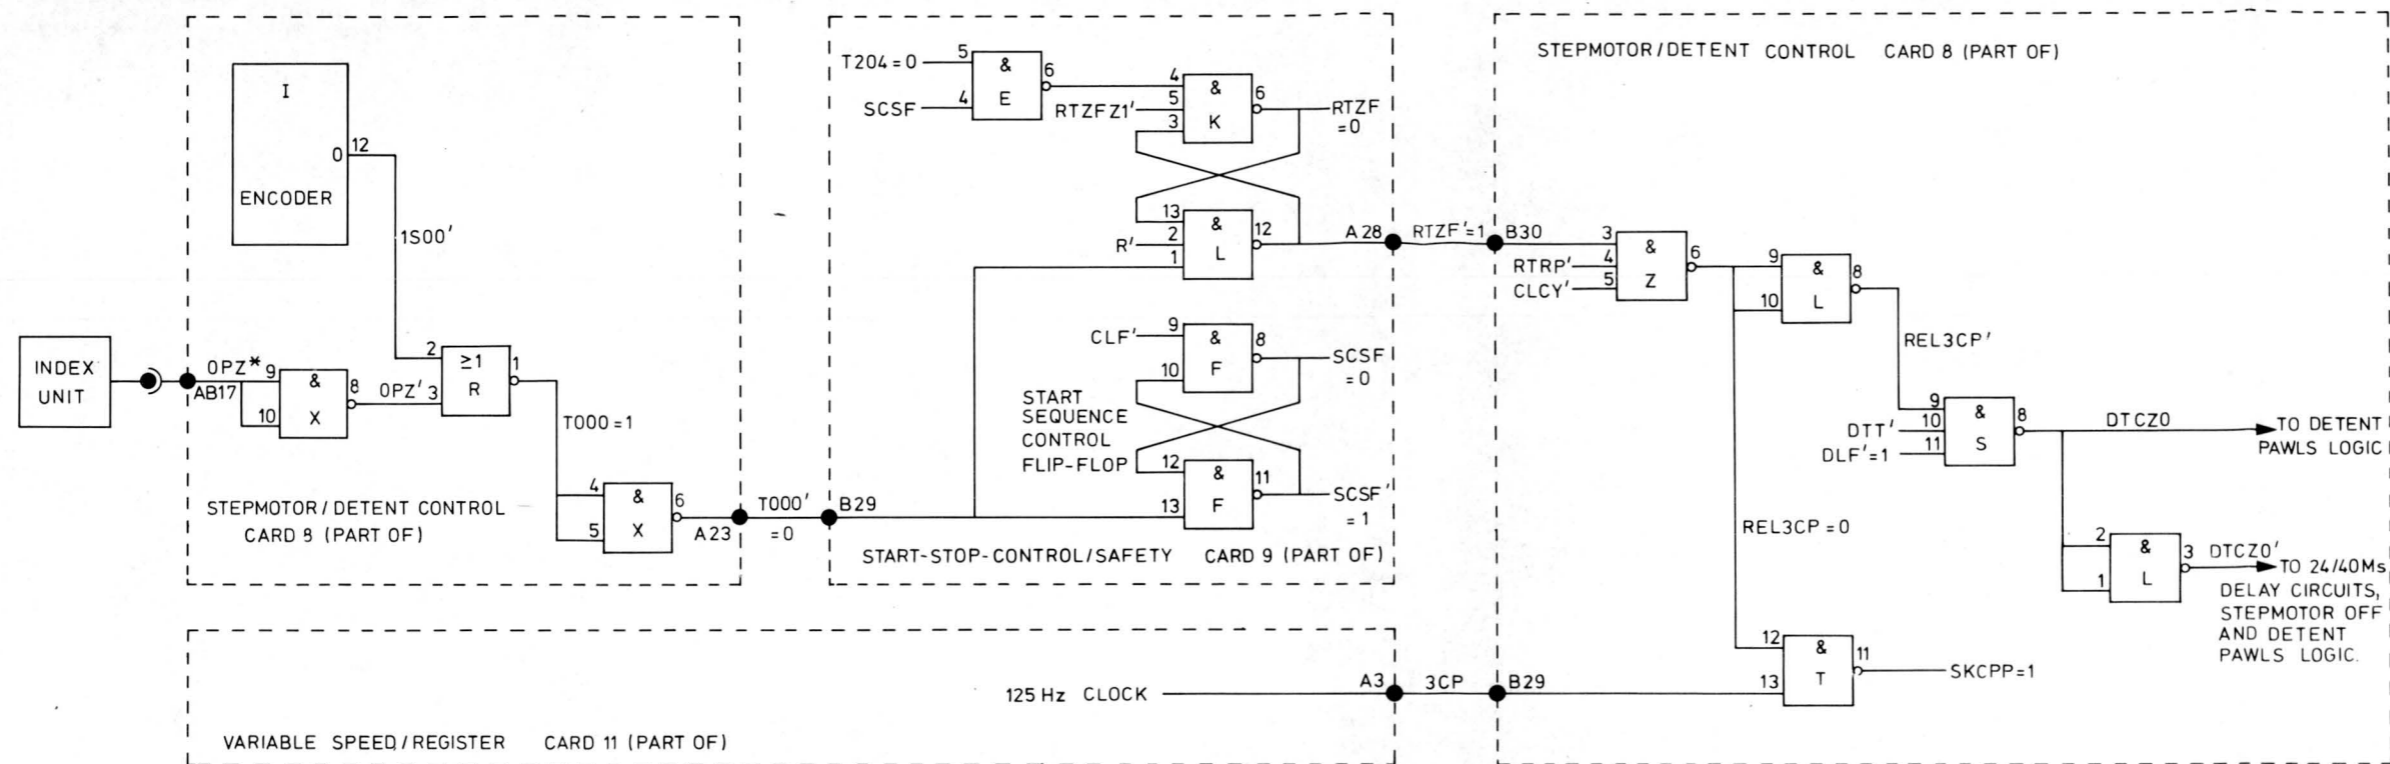 I
0
12
ENCODER
1S00'
INDEX
UNIT
0PZ*
AB17
9
10
&
X
8
0PZ'
2
3
≥1
R
1
T000=1
4
5
&
X
6
A23
T000'
=0
STEPMOTOR/DETENT CONTROL
CARD 8 (PART OF)
T204=0
5
SCSF
4
&
E
6
4
RTZFZ1'
5
3
&
K
6
RTZF
=0
13
R'
2
1
&
L
12
A28
CLF'
9
10
&
F
8
SCSF
=0
START
SEQUENCE
CONTROL
FLIP-FLOP
12
13
&
F
11
SCSF'
=1
B29
START-STOP-CONTROL/SAFETY CARD 9 (PART OF)
RTZF'=1
STEPMOTOR/DETENT CONTROL CARD 8 (PART OF)
B30
3
RTRP'
4
CLCY'
5
&
Z
6
9
10
&
L
8
REL3CP'
9
DTT'
10
DLF'=1
11
&
S
8
DTCZ0
TO DETENT
PAWLS LOGIC
REL3CP=0
2
1
&
L
3
DTCZ0'
TO 24/40Ms
DELAY CIRCUITS,
STEPMOTOR OFF
AND DETENT
PAWLS LOGIC.
12
13
&
T
11
SKCPP=1
125 Hz CLOCK
A3
3CP
B29
VARIABLE SPEED/REGISTER CARD 11 (PART OF)